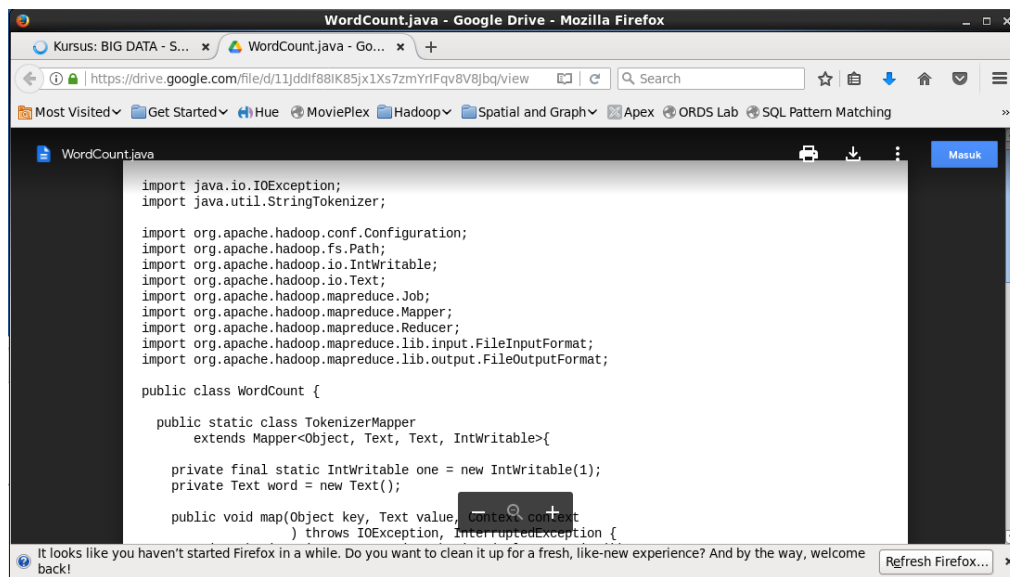 WordCount.java - Google Drive - Mozilla Firefox
Kursus: BIG DATA - S... × WordCount.java - Go... × +
https://drive.google.com/file/d/11JddIf88IK85jx1Xs7zmYrIFqv8V8Jbq/view Search
Most Visited Get Started Hue MoviePlex Hadoop Spatial and Graph Apex ORDS Lab SQL Pattern Matching »
WordCount.java Masuk
import java.io.IOException;
import java.util.StringTokenizer;
import org.apache.hadoop.conf.Configuration;
import org.apache.hadoop.fs.Path;
import org.apache.hadoop.io.IntWritable;
import org.apache.hadoop.io.Text;
import org.apache.hadoop.mapreduce.Job;
import org.apache.hadoop.mapreduce.Mapper;
import org.apache.hadoop.mapreduce.Reducer;
import org.apache.hadoop.mapreduce.lib.input.FileInputFormat;
import org.apache.hadoop.mapreduce.lib.output.FileOutputFormat;
public class WordCount {
public static class TokenizerMapper
extends Mapper<Object, Text, Text, IntWritable>{
private final static IntWritable one = new IntWritable(1);
private Text word = new Text();
public void map(Object key, Text value, Context context
) throws IOException, InterruptedException {
It looks like you haven't started Firefox in a while. Do you want to clean it up for a fresh, like-new experience? And by the way, welcome
back!
Refresh Firefox...